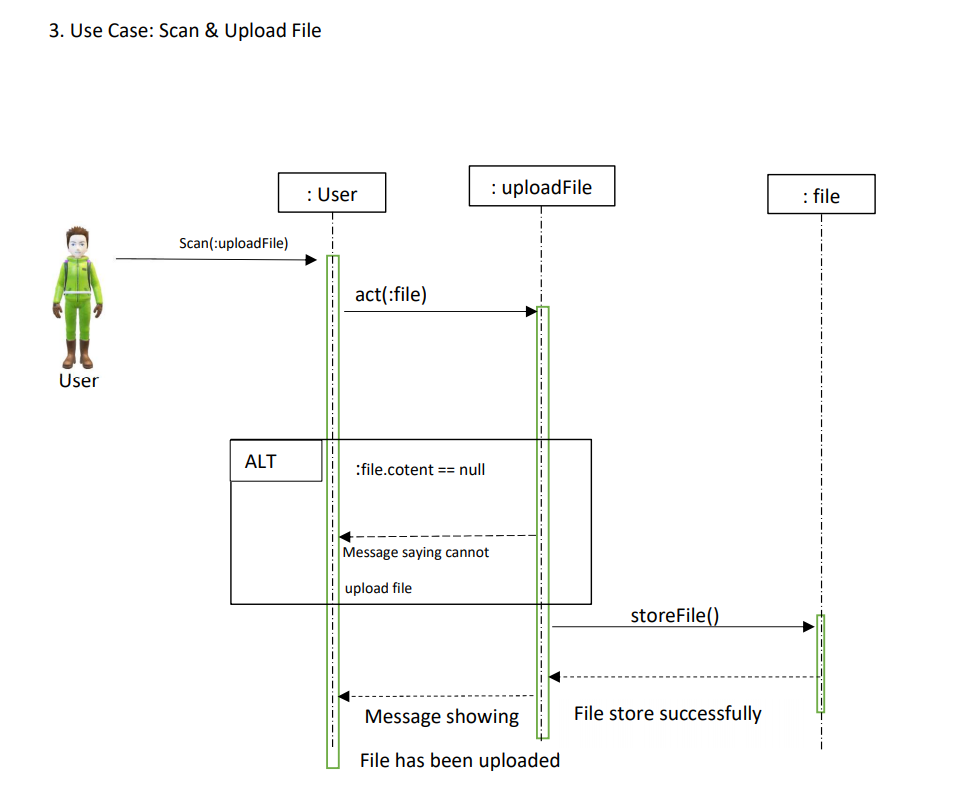 3. Use Case: Scan & Upload File
: User
: uploadFile
: file
Scan(:uploadFile)
act(:file)
User
ALT
:file.cotent == null
Message saying cannot
upload file
storeFile()
File store successfully
Message showing
File has been uploaded